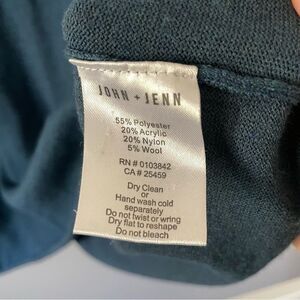 JOHN + JENN
55% Polyester
20% Acrylic
20% Nylon
5% Wool
RN # 0103842
CA # 25459
Dry Clean
or
Hand wash cold
separately
Do not twist or wring
Dry flat to reshape
Do not bleach